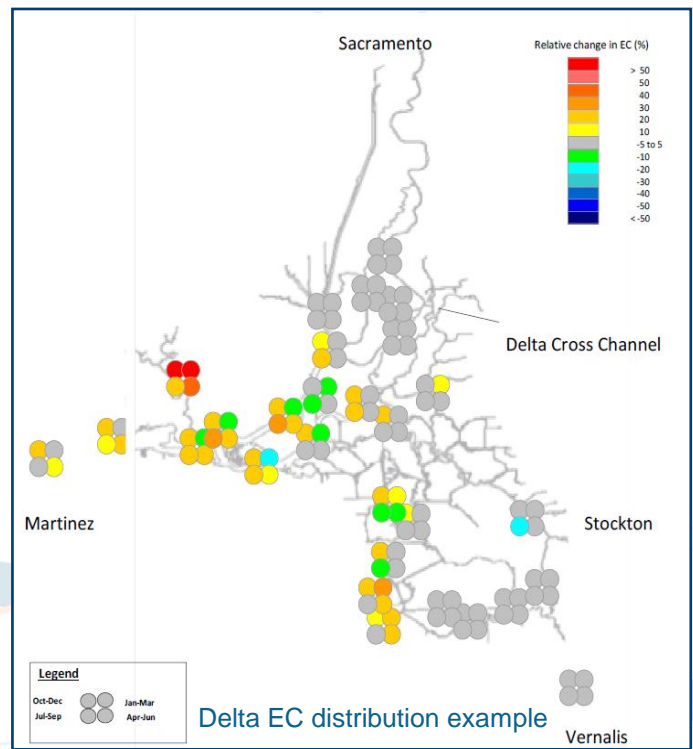 Sacramento
Relative change in EC (%)
> 50
50
40
30
20
10
-5 to 5
-10
-20
-30
-40
-50
< -50
Delta Cross Channel
Martinez
Stockton
Legend
Oct-Dec Jan-Mar
Jul-Sep Apr-Jun
Delta EC distribution example
Vernalis